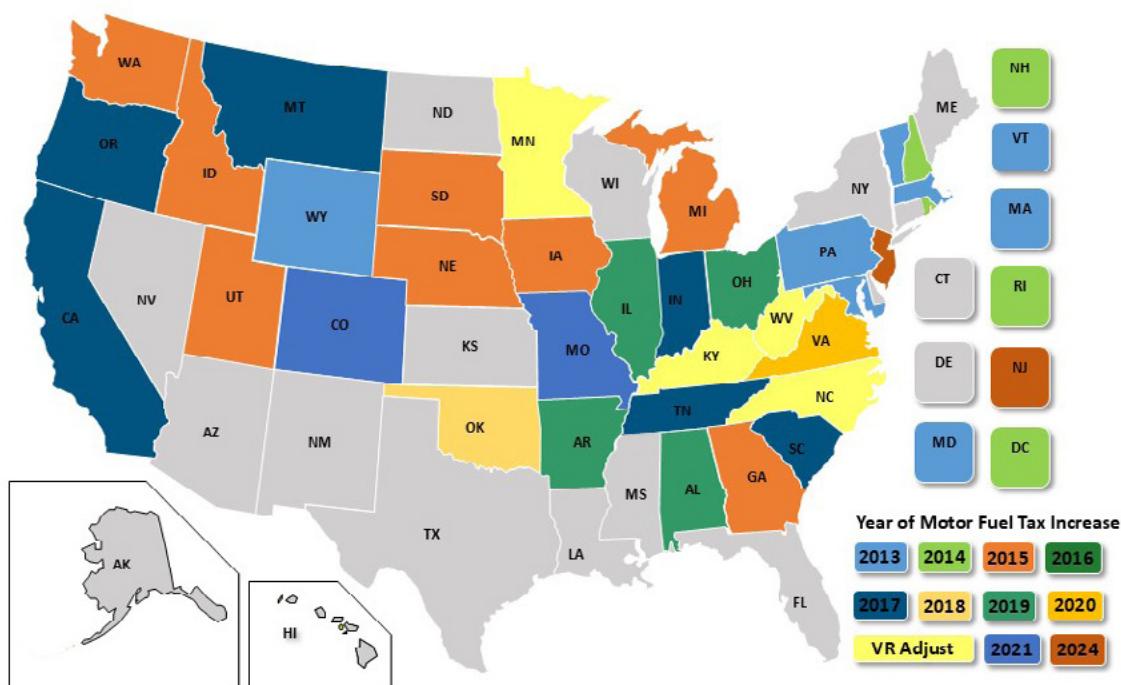 WA
MT
ND
MN
ME
NH
OR
ID
SD
WI
MI
NY
VT
WY
NE
IA
PA
MA
NV
UT
CO
IL
IN
OH
NJ
CT
RI
CA
KS
MO
KY
WV
VA
DE
NJ
AZ
NM
OK
AR
TN
NC
SC
MD
DC
TX
LA
MS
AL
GA
FL
AK
HI
Year of Motor Fuel Tax Increase
2013 2014 2015 2016
2017 2018 2019 2020
VR Adjust 2021 2024